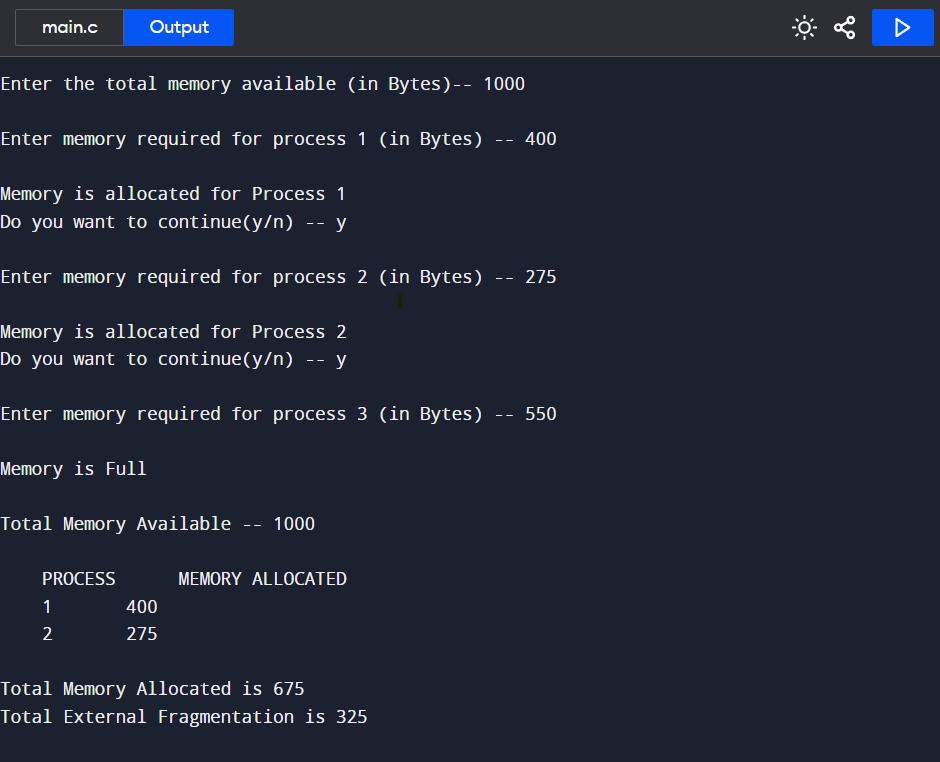 main.c Output
Enter the total memory available (in Bytes)-- 1000
Enter memory required for process 1 (in Bytes) -- 400
Memory is allocated for Process 1
Do you want to continue(y/n) -- y
Enter memory required for process 2 (in Bytes) -- 275
Memory is allocated for Process 2
Do you want to continue(y/n) -- y
Enter memory required for process 3 (in Bytes) -- 550
Memory is Full
Total Memory Available -- 1000
PROCESS MEMORY ALLOCATED
1 400
2 275
Total Memory Allocated is 675
Total External Fragmentation is 325